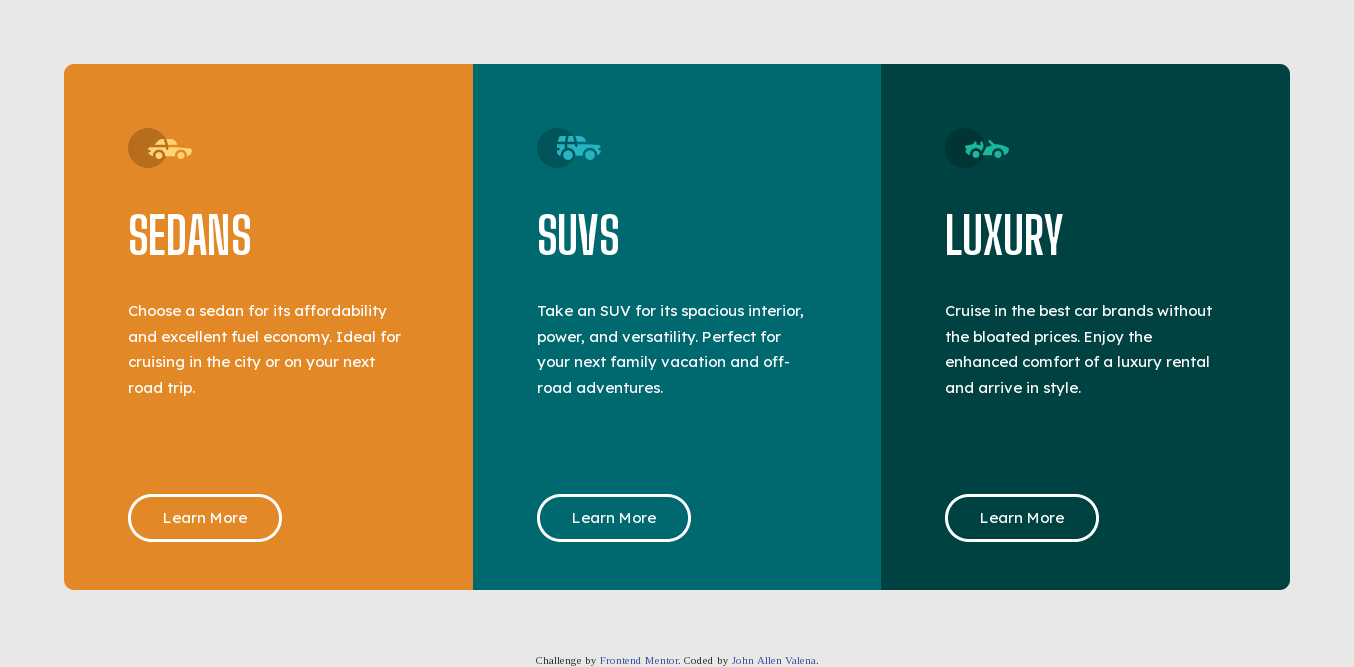 SEDANS
Choose a sedan for its affordability
and excellent fuel economy. Ideal for
cruising in the city or on your next
road trip.
Learn More
SUVS
Take an SUV for its spacious interior,
power, and versatility. Perfect for
your next family vacation and off-
road adventures.
Learn More
LUXURY
Cruise in the best car brands without
the bloated prices. Enjoy the
enhanced comfort of a luxury rental
and arrive in style.
Learn More
Challenge by Frontend Mentor. Coded by John Allen Valena.